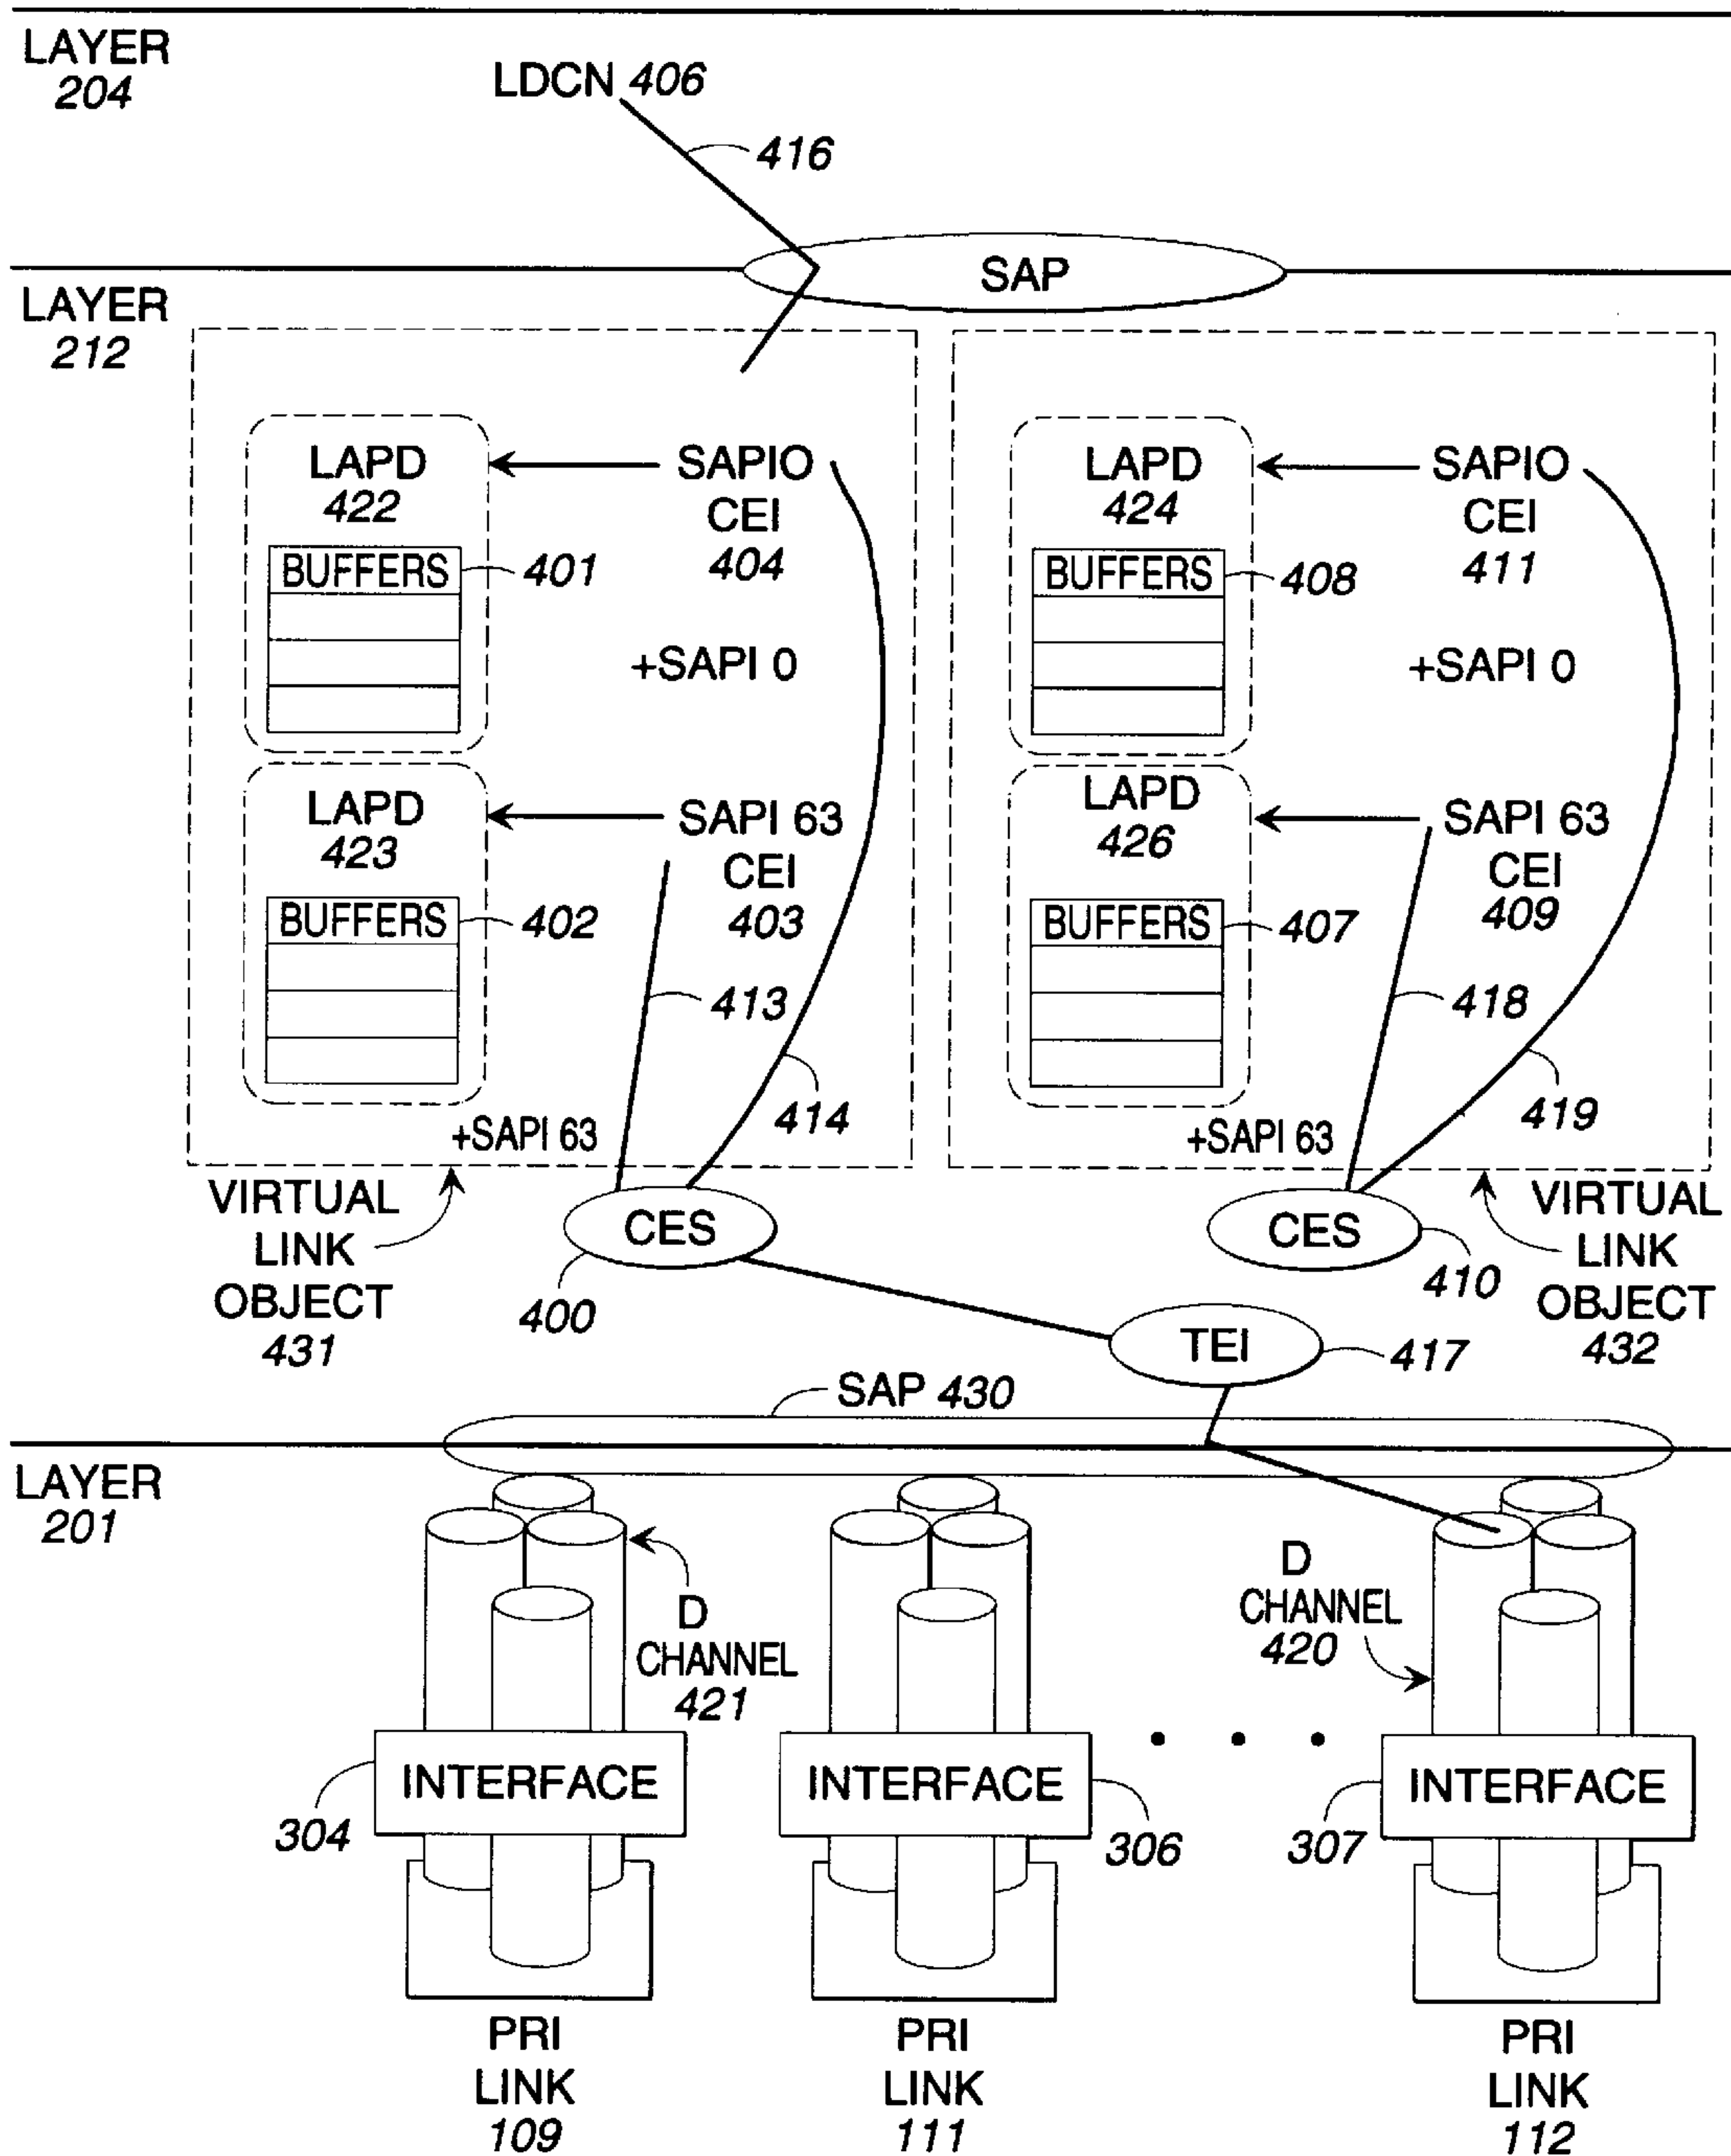 LAYER
204
LDCN 406
416
SAP
LAYER
212
LAPD
422
SAPIO
CEI
404
BUFFERS
401
+SAPI 0
LAPD
423
SAPI 63
CEI
403
BUFFERS
402
413
414
+SAPI 63
LAPD
424
SAPIO
CEI
411
BUFFERS
408
+SAPI 0
LAPD
426
SAPI 63
CEI
409
BUFFERS
407
418
419
+SAPI 63
VIRTUAL
LINK
OBJECT
431
CES
400
CES
410
VIRTUAL
LINK
OBJECT
432
TEI
417
SAP 430
LAYER
201
D
CHANNEL
421
D
CHANNEL
420
INTERFACE
304
INTERFACE
306
INTERFACE
307
PRI
LINK
109
PRI
LINK
111
PRI
LINK
112